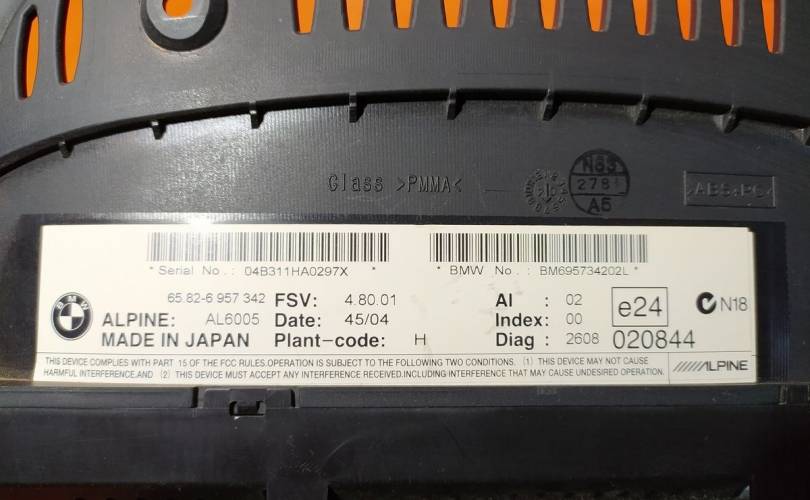 Glass >PMMA<
N63
2781
A5
>ABS+PC<
* Serial No. : 04B311HA0297X *
* BMW No. : BM695734202L *
BMW
65.82-6 957 342 FSV: 4.80.01 AI : 02 e24 N18
ALPINE: AL6005 Date: 45/04 Index: 00
MADE IN JAPAN Plant-code: H Diag : 2608 020844
THIS DEVICE COMPLIES WITH PART 15 OF THE FCC RULES.OPERATION IS SUBJECT TO THE FOLLOWING TWO CONDITIONS. (1) THIS DEVICE MAY NOT CAUSE
HARMFUL INTERFERENCE,AND (2) THIS DEVICE MUST ACCEPT ANY INTERFERENCE RECEIVED.INCLUDING INTERFERENCE THAT MAY CAUSE UNDESIRED OPERATION.
ALPINE